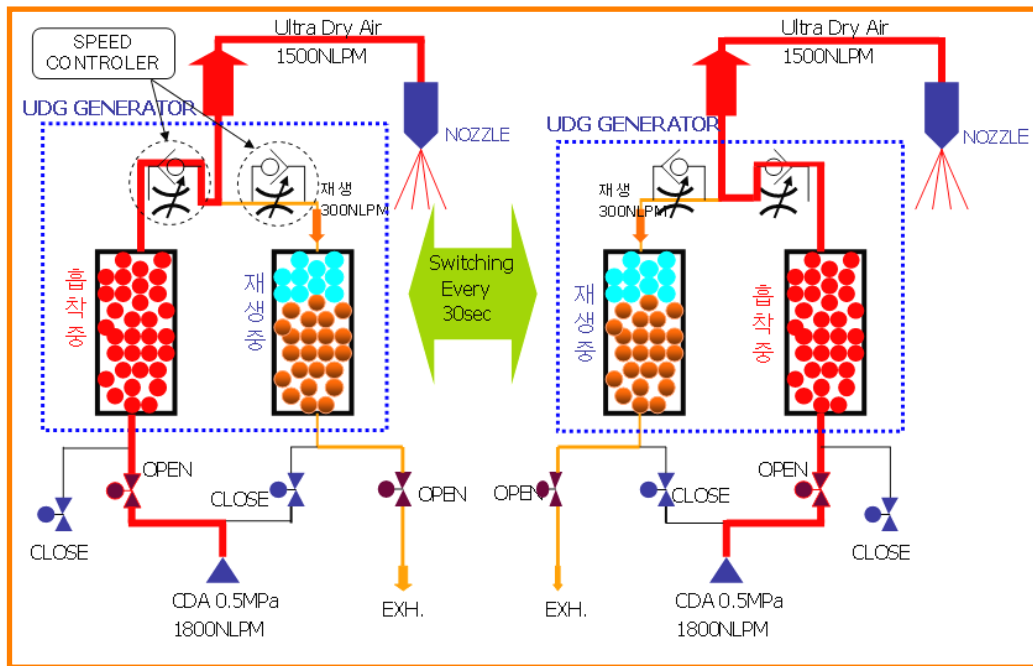 SPEED
CONTROLER
Ultra Dry Air
1500NLPM
UDG GENERATOR
NOZZLE
재생
300NLPM
흡착중
재생중
OPEN
CLOSE
CLOSE
OPEN
CDA 0.5MPa
1800NLPM
EXH.
Switching
Every
30sec
Ultra Dry Air
1500NLPM
UDG GENERATOR
NOZZLE
재생
300NLPM
재생중
흡착중
OPEN
CLOSE
OPEN
CLOSE
EXH.
CDA 0.5MPa
1800NLPM